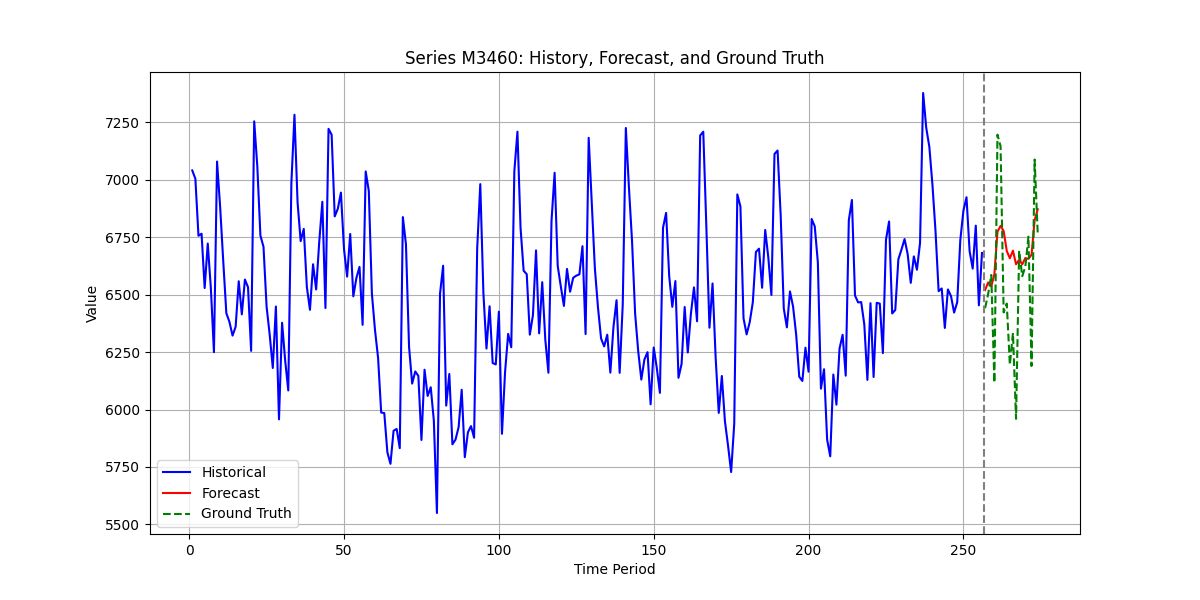 Series M3460: History, Forecast, and Ground Truth
Value
7250
7000
6750
6500
6250
6000
5750
5500
Historical
Forecast
Ground Truth
0 50 100 150 200 250
Time Period